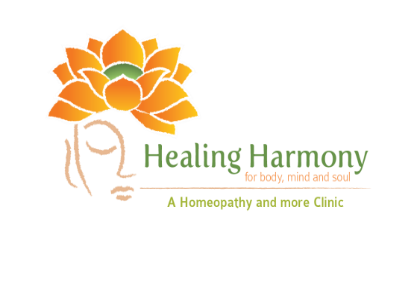 Healing Harmony
for body, mind and soul
A Homeopathy and more Clinic